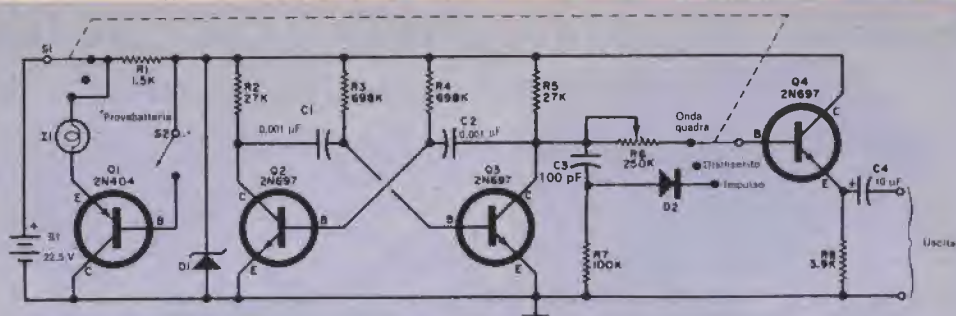 S1
R1
1.5K
"Provabatteria"
S2
Q1
2N404
E
B
C
B1
22,5 V
D1
R2
27K
C1
0,001 µF
R3
698K
R4
698K
C2
0,001 µF
R5
27K
Q2
2N697
C
B
E
Q3
2N697
C
B
E
C3
100 pF
R6
250K
Onda
quadra
Disinserito
Impulso
D2
R7
100K
Q4
2N697
B
C
E
C4
10 µF
R8
3.9K
Uscita